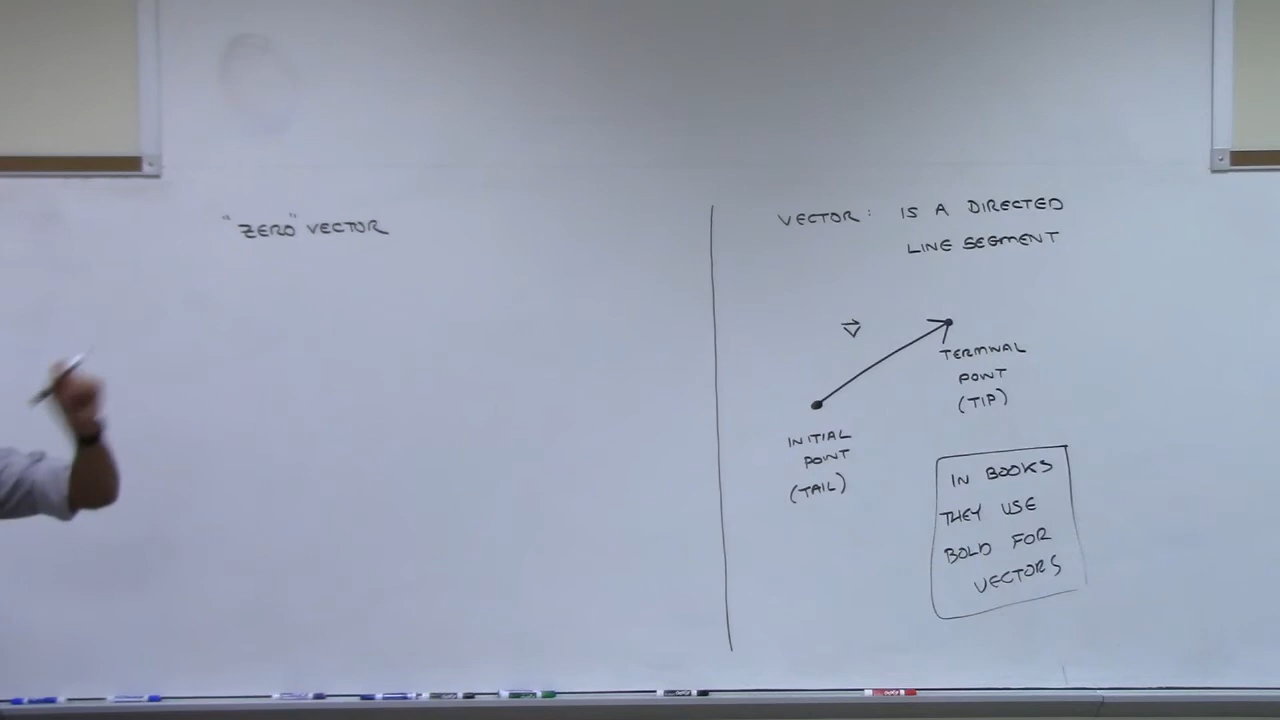 "ZERO" VECTOR
VECTOR: IS A DIRECTED
LINE SEGMENT
V
TERMINAL
POINT
(TIP)
INITIAL
POINT
(TAIL)
IN BOOKS
THEY USE
BOLD FOR
VECTORS